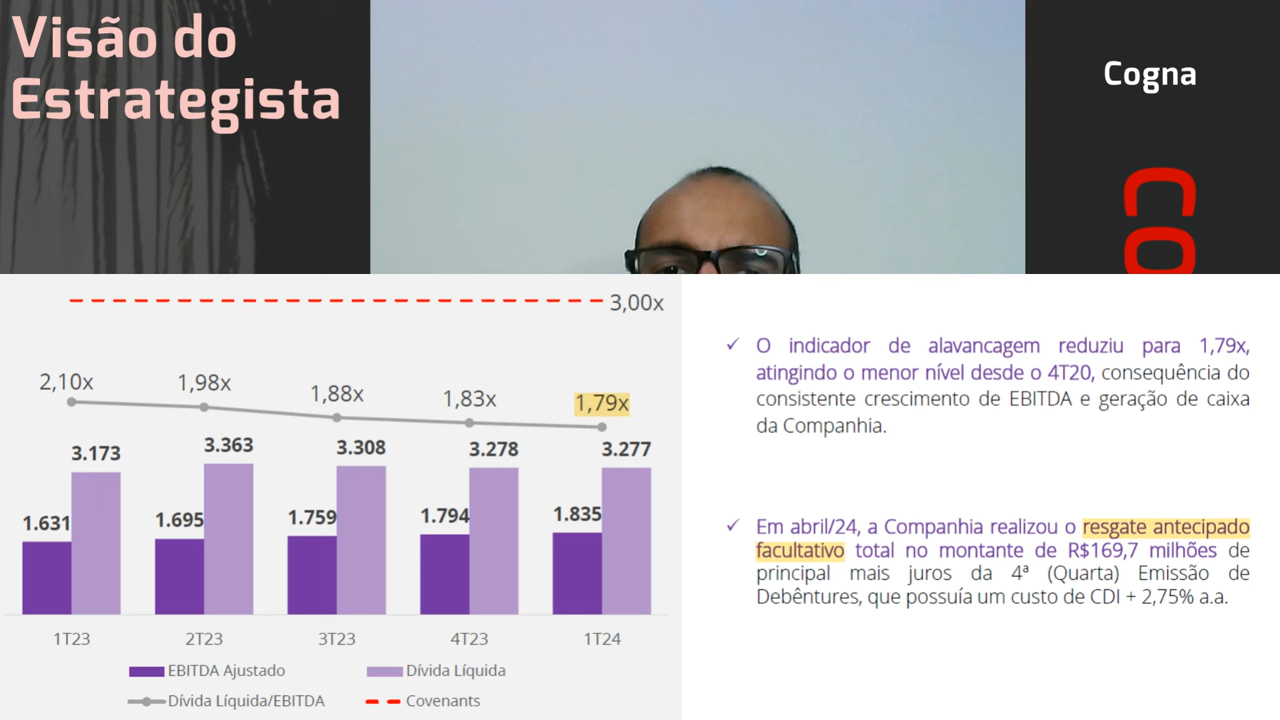 Visão do
Estrategista
Cogna
CO
3,00x
2,10x
1,98x
1,88x
1,83x
1,79x
3.173
3.363
3.308
3.278
3.277
1.631
1.695
1.759
1.794
1.835
1T23
2T23
3T23
4T23
1T24
EBITDA Ajustado
Dívida Líquida
Dívida Líquida/EBITDA
Covenants
✓ O indicador de alavancagem reduziu para 1,79x,
atingindo o menor nível desde o 4T20, consequência do
consistente crescimento de EBITDA e geração de caixa
da Companhia.
✓ Em abril/24, a Companhia realizou o resgate antecipado
facultativo total no montante de R$169,7 milhões de
principal mais juros da 4ª (Quarta) Emissão de
Debêntures, que possuía um custo de CDI + 2,75% a.a.